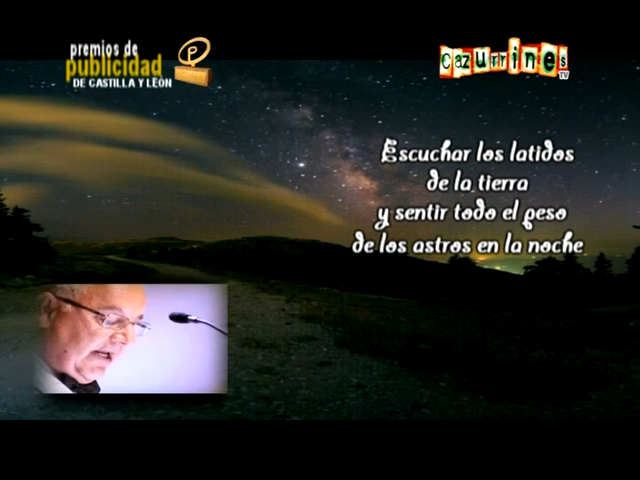 premios de
publicidad
DE CASTILLA Y LEÓN
P
cazurrines
TV
Escuchar los latidos
de la tierra
y sentir todo el peso
de los astros en la noche